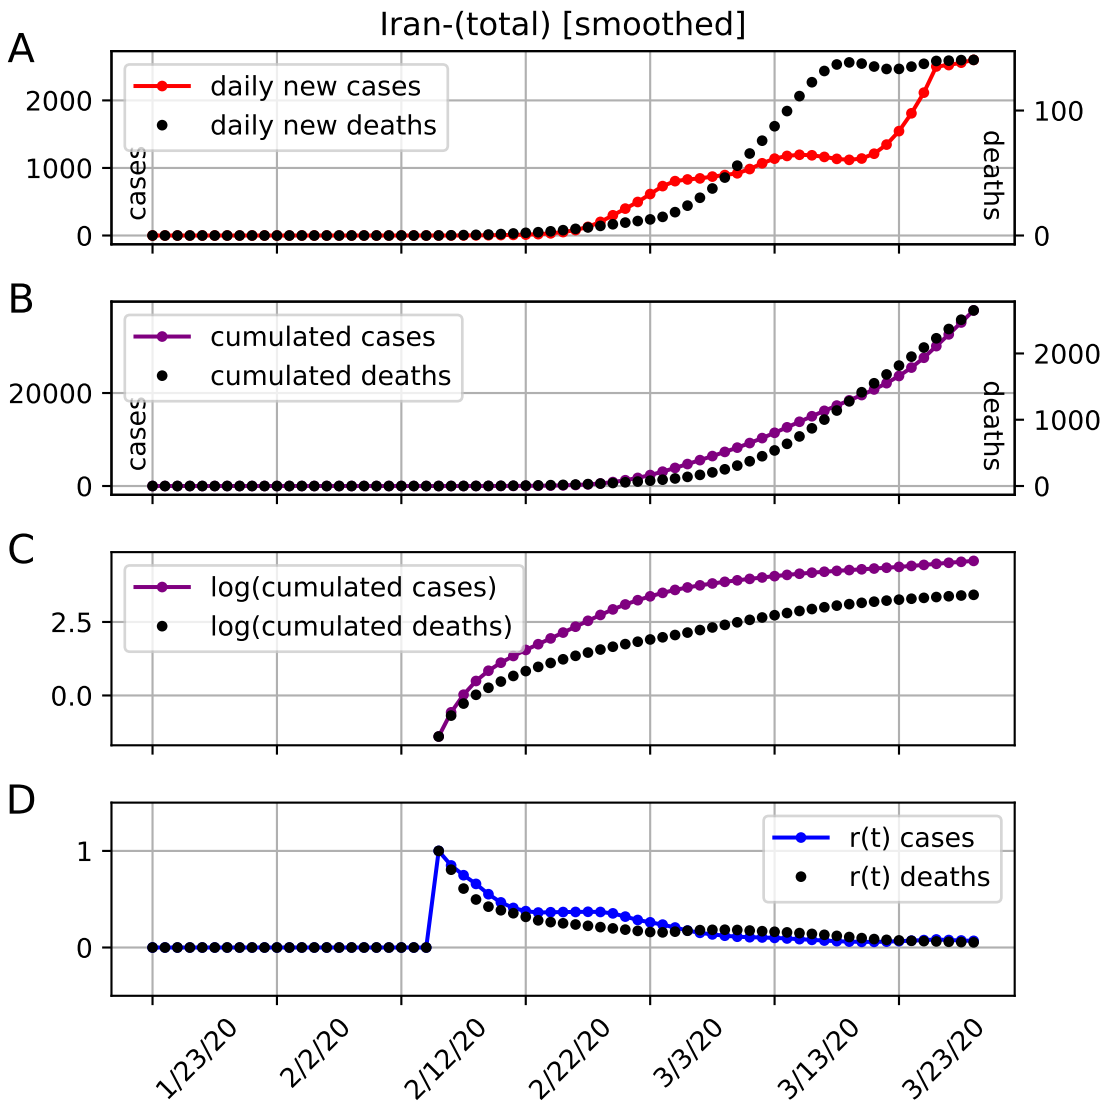 Iran-(total) [smoothed]
A
daily new cases
daily new deaths
2000
1000
0
cases
100
0
deaths
B
cumulated cases
cumulated deaths
20000
0
cases
2000
1000
0
deaths
C
log(cumulated cases)
log(cumulated deaths)
2.5
0.0
D
r(t) cases
r(t) deaths
1
0
1/23/20
2/2/20
2/12/20
2/22/20
3/3/20
3/13/20
3/23/20